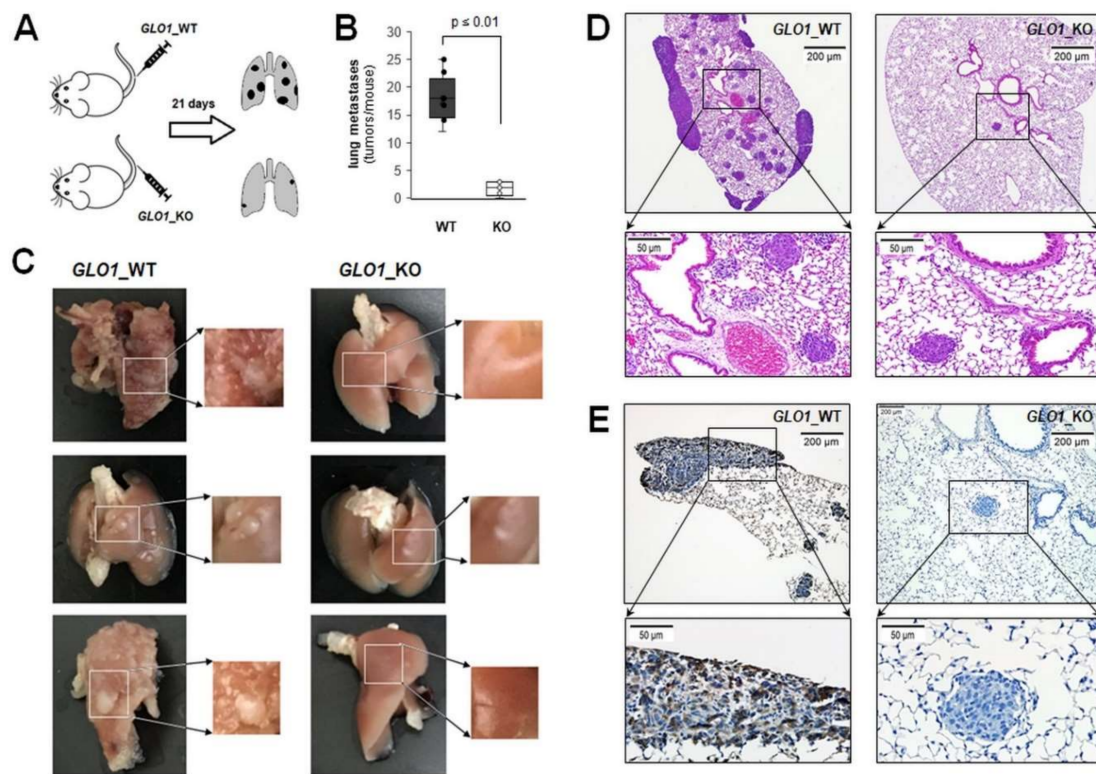 A
GLO1_WT
21 days
GLO1_KO
B
p ≤ 0.01
lung metastases
(tumors/mouse)
30
25
20
15
10
5
0
WT
KO
C
GLO1_WT
GLO1_KO
D
GLO1_WT
200 µm
GLO1_KO
200 µm
50 µm
50 µm
E
GLO1_WT
200 µm
200 µm
GLO1_KO
200 µm
50 µm
50 µm